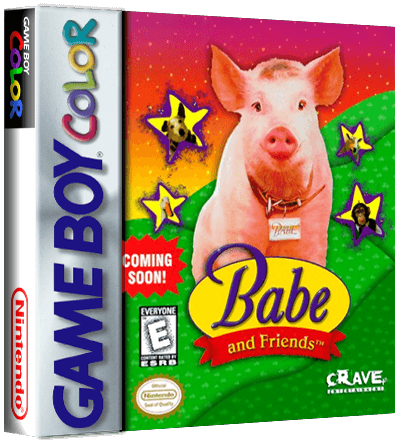 GAME BOY
COLOR
Nintendo
GAME BOY COLOR
COMING
SOON!
Babe
and Friends™
EVERYONE
E
CONTENT RATED BY
ESRB
Official
Nintendo
Seal of Quality
CRAVE
ENTERTAINMENT